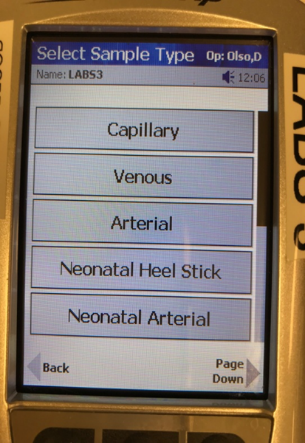 Select Sample Type Op: Olso,D
Name: LABS3 12:06
Capillary
Venous
Arterial
Neonatal Heel Stick
Neonatal Arterial
Back
Page
Down